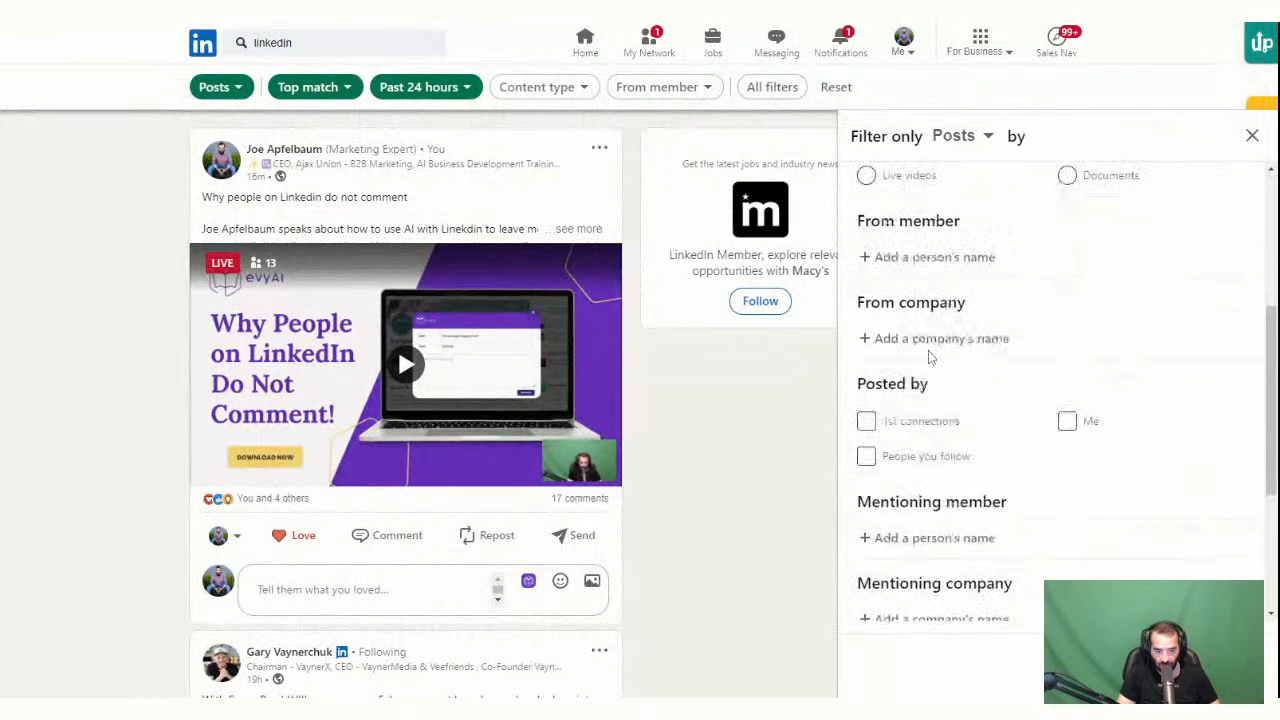 in
linkedin
Home
1
My Network
Jobs
Messaging
1
Notifications
Me
For Business
99+
Sales Nav
up
Posts
Top match
Past 24 hours
Content type
From member
All filters
Reset
Joe Apfelbaum (Marketing Expert) • You
CEO, Ajax Union - B2B Marketing, AI Business Development Trainin...
16m •
Why people on Linkedin do not comment
Joe Apfelbaum speaks about how to use AI with Linekdin to leave m ...see more
LIVE
13
evyAI
Why People
on LinkedIn
Do Not
Comment!
DOWNLOAD NOW
You and 4 others
17 comments
Love
Comment
Repost
Send
Tell them what you loved...
Gary Vaynerchuk in • Following
Chairman - VaynerX, CEO - VaynerMedia & Veefriends , Co-Founder Vayn...
19h •
Get the latest jobs and industry news
m
LinkedIn Member, explore releva
opportunities with Macy's
Follow
Filter only Posts by
Live videos
Documents
From member
+ Add a person's name
From company
+ Add a company's name
Posted by
1st connections
Me
People you follow
Mentioning member
+ Add a person's name
Mentioning company
+ Add a company's name